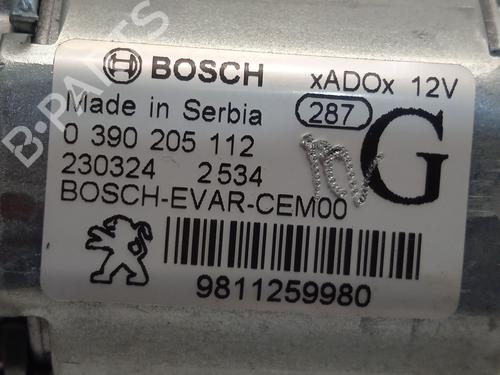 BOSCH xADOx 12V
Made in Serbia 287
0 390 205 112 G
230324 2534
BOSCH-EVAR-CEM00
9811259980
B-PARTS